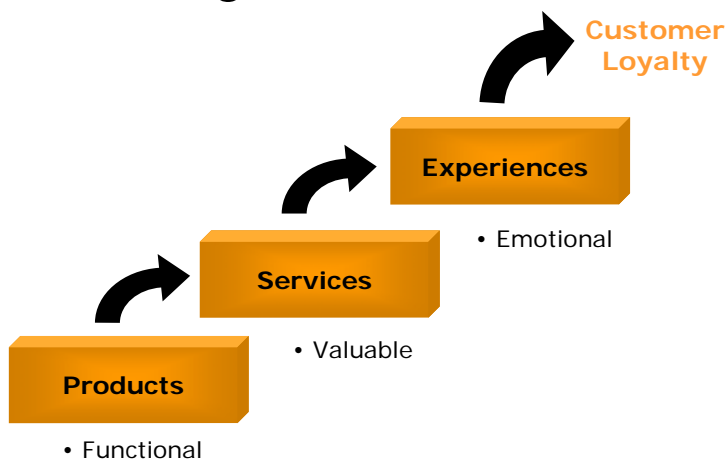 Customer
Loyalty
Experiences
• Emotional
Services
• Valuable
Products
• Functional